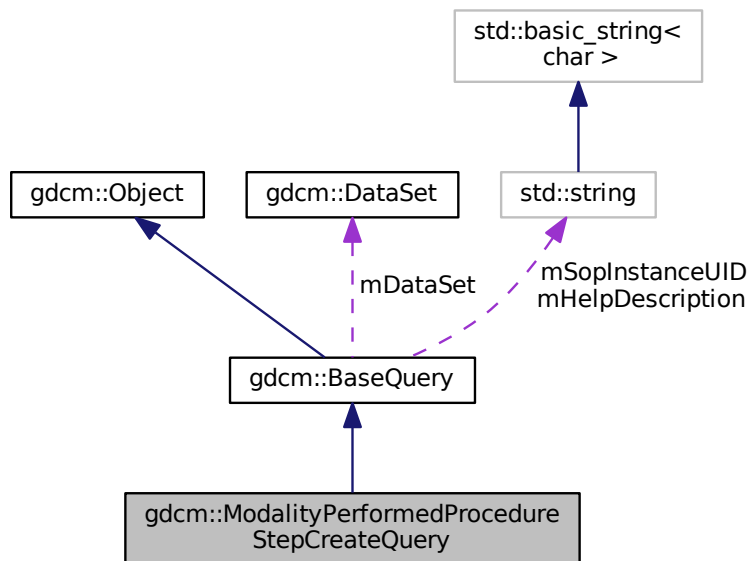 std::basic_string<
char >
gdcm::Object
gdcm::DataSet
std::string
mDataSet
mSopInstanceUID
mHelpDescription
gdcm::BaseQuery
gdcm::ModalityPerformedProcedure
StepCreateQuery